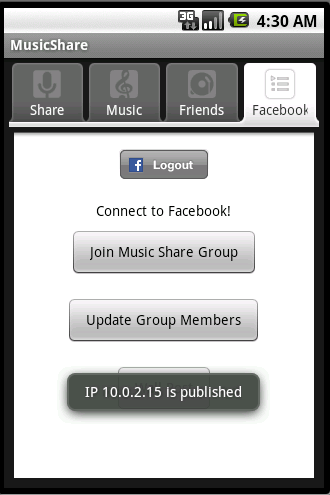 3G 4:30 AM
MusicShare
Share Music Friends Facebook
f Logout
Connect to Facebook!
Join Music Share Group
Update Group Members
IP 10.0.2.15 is published